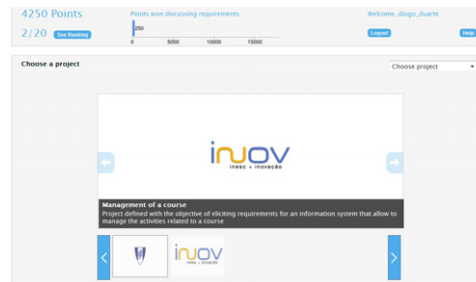 4250 Points
Points won discussing requirements
Welcome, diogo_duarte
2/20 See Ranking
250
0 5000 10000 15000
Logout Help
Choose a project
Choose project
inov
inesc + inovação
Management of a course
Project defined with the objective of eliciting requirements for an information system that allow to
manage the activities related to a course
inov